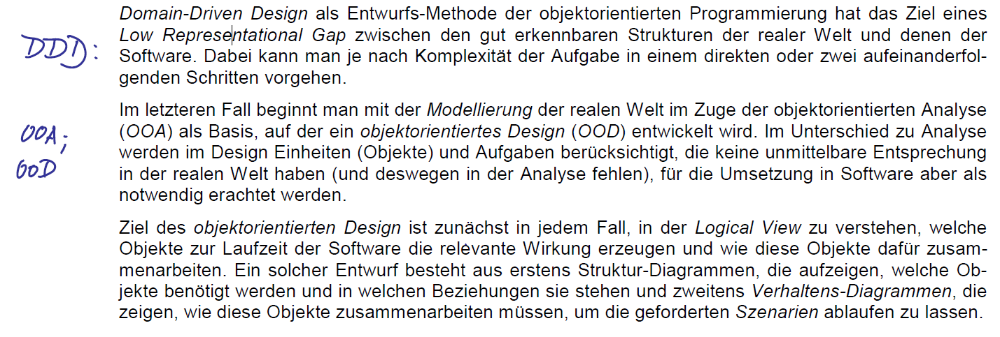 Domain-Driven Design als Entwurfs-Methode der objektorientierten Programmierung hat das Ziel eines
Low Representational Gap zwischen den gut erkennbaren Strukturen der realer Welt und denen der
DDD:
Software. Dabei kann man je nach Komplexität der Aufgabe in einem direkten oder zwei aufeinanderfol-
genden Schritten vorgehen.
Im letzteren Fall beginnt man mit der Modellierung der realen Welt im Zuge der objektorientierten Analyse
OOA;
(OOA) als Basis, auf der ein objektorientiertes Design (OOD) entwickelt wird. Im Unterschied zu Analyse
werden im Design Einheiten (Objekte) und Aufgaben berücksichtigt, die keine unmittelbare Entsprechung
OOD
in der realen Welt haben (und deswegen in der Analyse fehlen), für die Umsetzung in Software aber als
notwendig erachtet werden.
Ziel des objektorientierten Design ist zunächst in jedem Fall, in der Logical View zu verstehen, welche
Objekte zur Laufzeit der Software die relevante Wirkung erzeugen und wie diese Objekte dafür zusam-
menarbeiten. Ein solcher Entwurf besteht aus erstens Struktur-Diagrammen, die aufzeigen, welche Ob-
jekte benötigt werden und in welchen Beziehungen sie stehen und zweitens Verhaltens-Diagrammen, die
zeigen, wie diese Objekte zusammenarbeiten müssen, um die geforderten Szenarien ablaufen zu lassen.